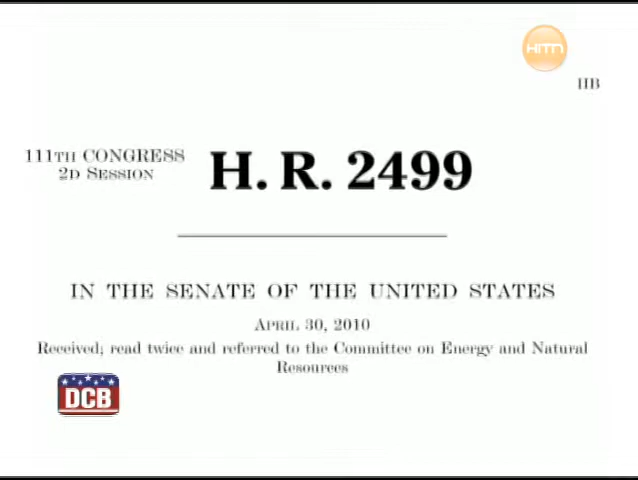 HITN
IIB
111TH CONGRESS
2D SESSION
H. R. 2499
IN THE SENATE OF THE UNITED STATES
APRIL 30, 2010
Received; read twice and referred to the Committee on Energy and Natural
Resources
DCB